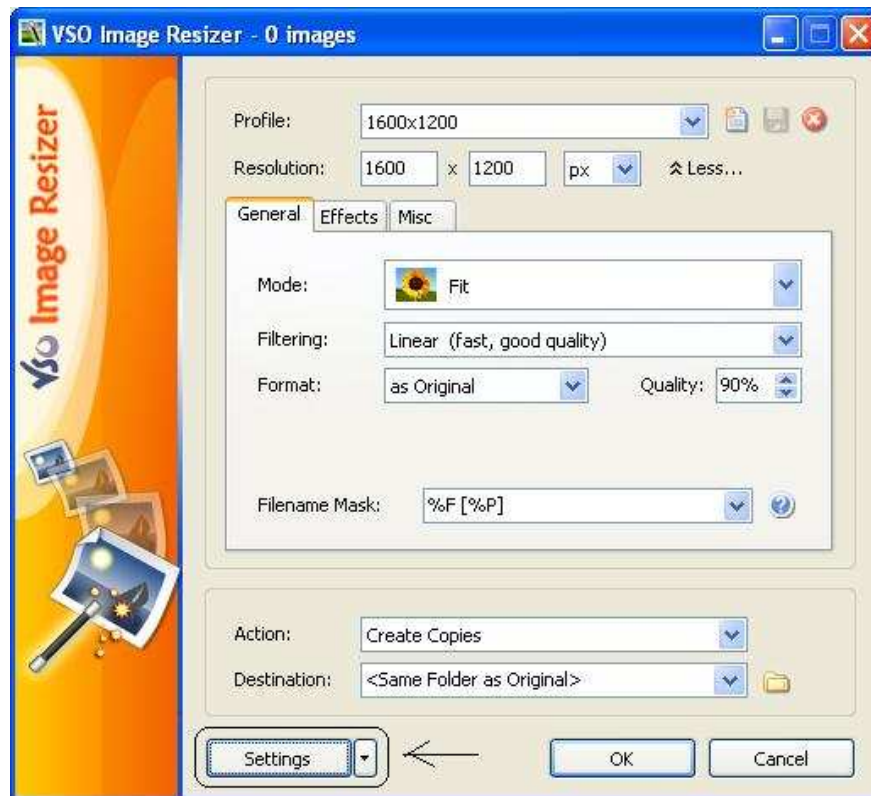 VSO Image Resizer - 0 images
VSO Image Resizer
Profile: 1600x1200
Resolution: 1600 x 1200 px Less...
General Effects Misc
Mode: Fit
Filtering: Linear (fast, good quality)
Format: as Original Quality: 90%
Filename Mask: %F [%P]
Action: Create Copies
Destination: <Same Folder as Original>
Settings OK Cancel